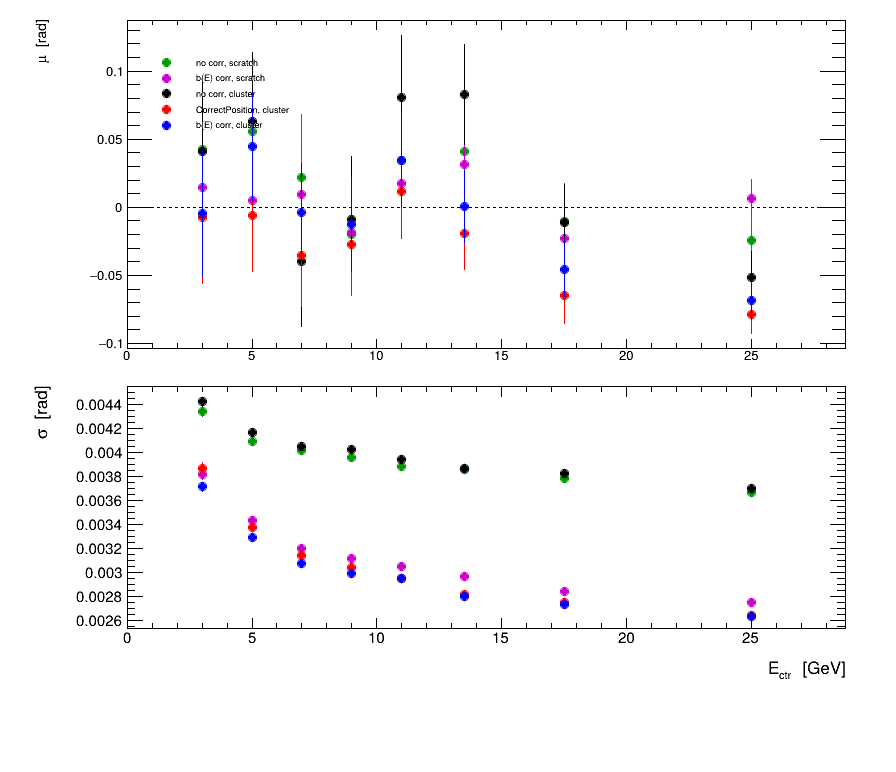 μ [rad]
0.1
0.05
0
−0.05
−0.1
no corr, scratch
b(E) corr, scratch
no corr, cluster
CorrectPosition, cluster
b(E) corr, cluster
0 5 10 15 20 25
σ [rad]
0.0044
0.0042
0.004
0.0038
0.0036
0.0034
0.0032
0.003
0.0028
0.0026
0 5 10 15 20 25
E_ctr [GeV]